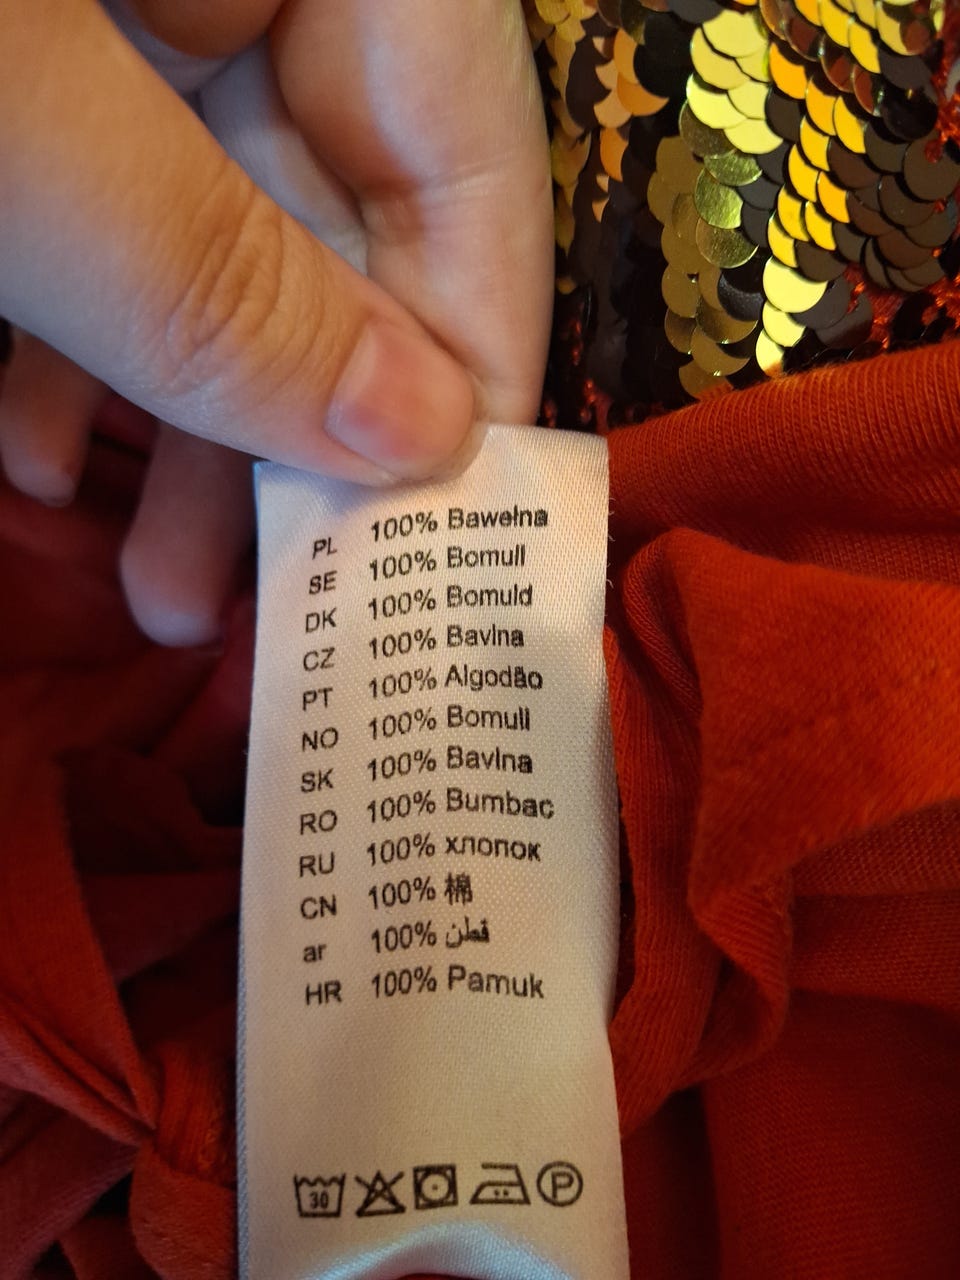 PL 100% Bawełna
SE 100% Bomull
DK 100% Bomuld
CZ 100% Bavlna
PT 100% Algodão
NO 100% Bomull
SK 100% Bavlna
RO 100% Bumbac
RU 100% хлопок
CN 100% 棉
ar 100% قطن
HR 100% Pamuk
30 P